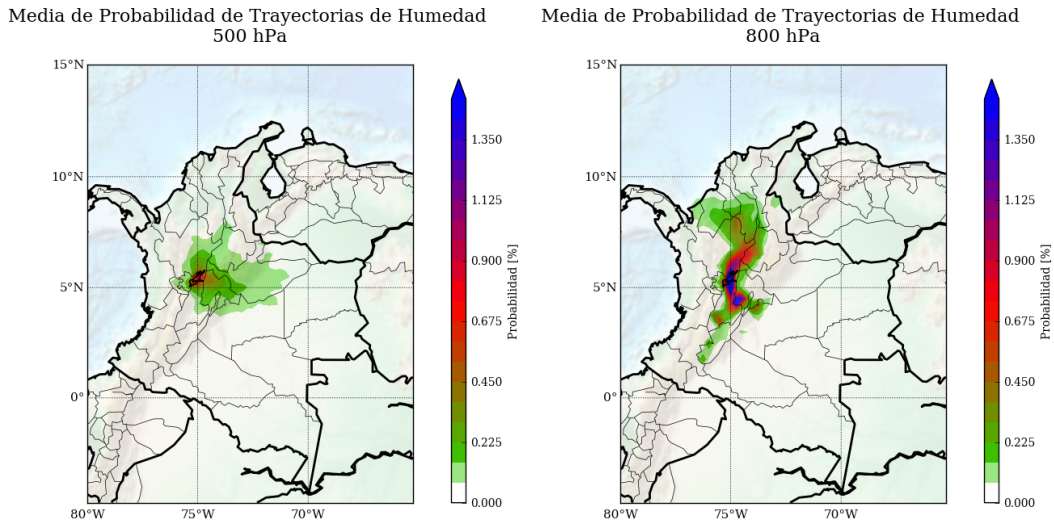 Media de Probabilidad de Trayectorias de Humedad
500 hPa
15°N
10°N
5°N
0°
80°W
75°W
70°W
1.350
1.125
0.900
0.675
0.450
0.225
0.000
Probabilidad [%]
Media de Probabilidad de Trayectorias de Humedad
800 hPa
15°N
10°N
5°N
0°
80°W
75°W
70°W
1.350
1.125
0.900
0.675
0.450
0.225
0.000
Probabilidad [%]